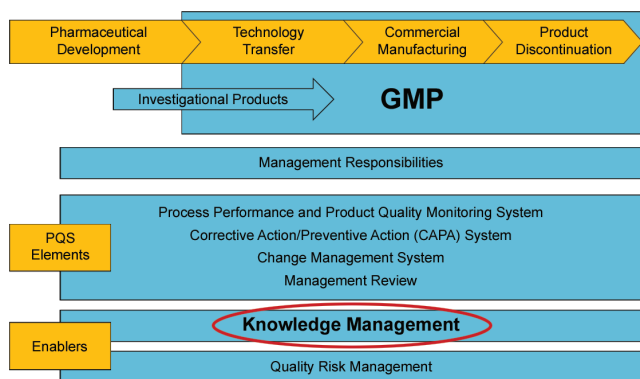 Pharmaceutical
Development
Technology
Transfer
Commercial
Manufacturing
Product
Discontinuation
Investigational Products
GMP
Management Responsibilities
PQS
Elements
Process Performance and Product Quality Monitoring System
Corrective Action/Preventive Action (CAPA) System
Change Management System
Management Review
Enablers
Knowledge Management
Quality Risk Management